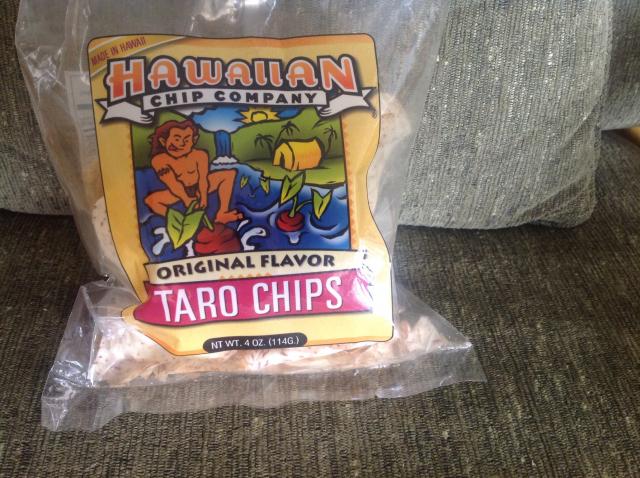 MADE IN HAWAII
HAWAIIAN
CHIP COMPANY
ORIGINAL FLAVOR
TARO CHIPS
NT WT. 4 OZ. (114G.)